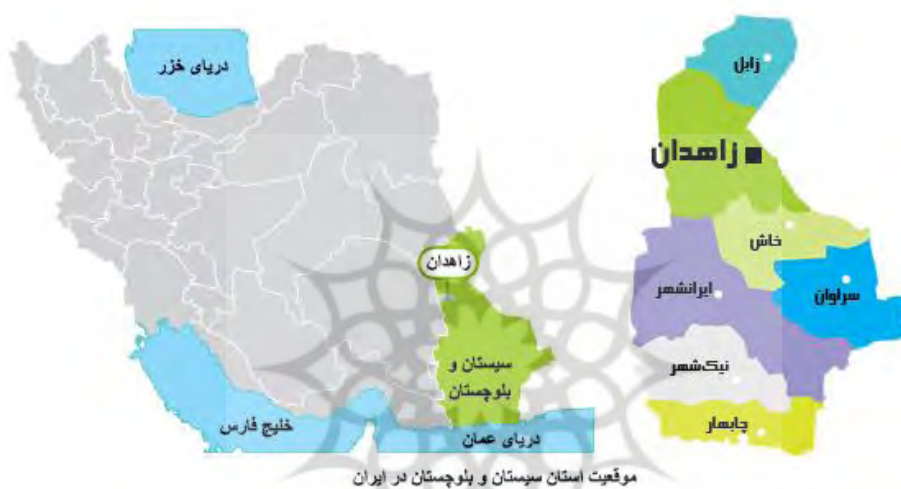 دریای خزر
زاهدان
سیستان و
بلوچستان
خلیج فارس
دریای عمان
زابل
زاهدان
خاش
سراوان
ایرانشهر
نیک‌شهر
چابهار
موقعیت استان سیستان و بلوچستان در ایران